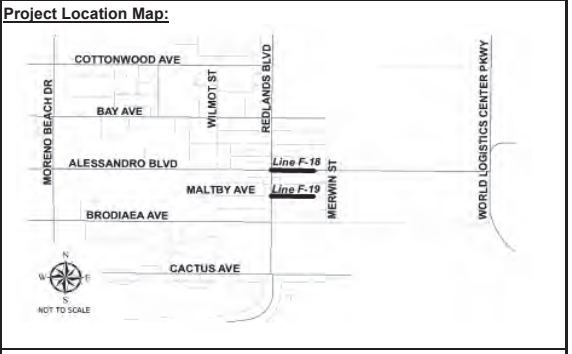 Project Location Map:
COTTONWOOD AVE
MORENO BEACH DR
WILMOT ST
REDLANDS BLVD
WORLD LOGISTICS CENTER PKWY
BAY AVE
ALESSANDRO BLVD
Line F-18
MERWIN ST
MALTBY AVE
Line F-19
BRODIAEA AVE
CACTUS AVE
N
W
E
S
NOT TO SCALE